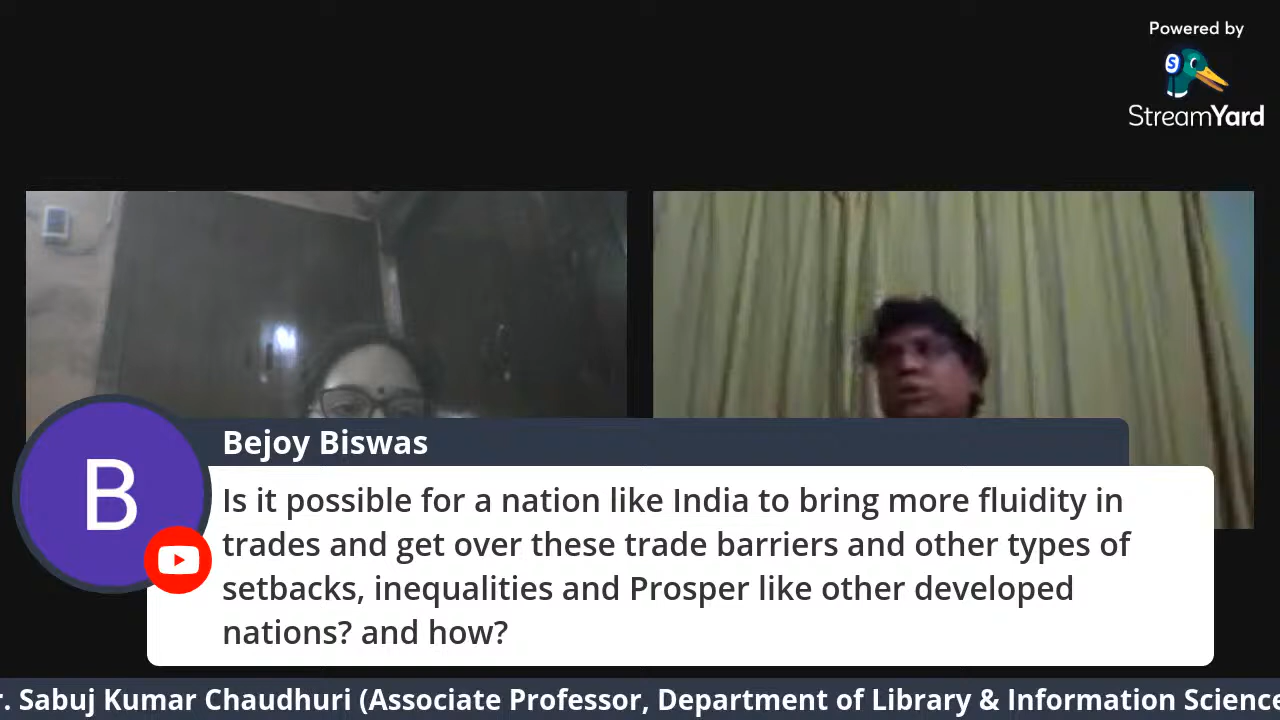 Powered by
S
StreamYard
Bejoy Biswas
B
Is it possible for a nation like India to bring more fluidity in
trades and get over these trade barriers and other types of
setbacks, inequalities and Prosper like other developed
nations? and how?
r. Sabuj Kumar Chaudhuri (Associate Professor, Department of Library & Information Science